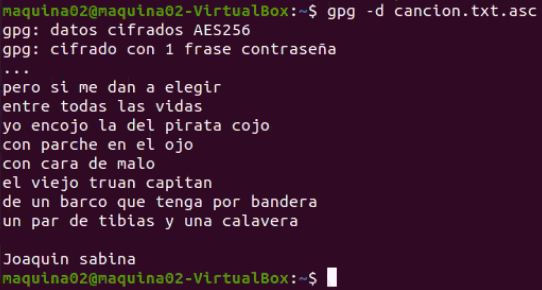 maquina02@maquina02-VirtualBox:~$ gpg -d cancion.txt.asc
gpg: datos cifrados AES256
gpg: cifrado con 1 frase contraseña
...
pero si me dan a elegir
entre todas las vidas
yo encojo la del pirata cojo
con parche en el ojo
con cara de malo
el viejo truan capitan
de un barco que tenga por bandera
un par de tibias y una calavera

Joaquin sabina
maquina02@maquina02-VirtualBox:~$